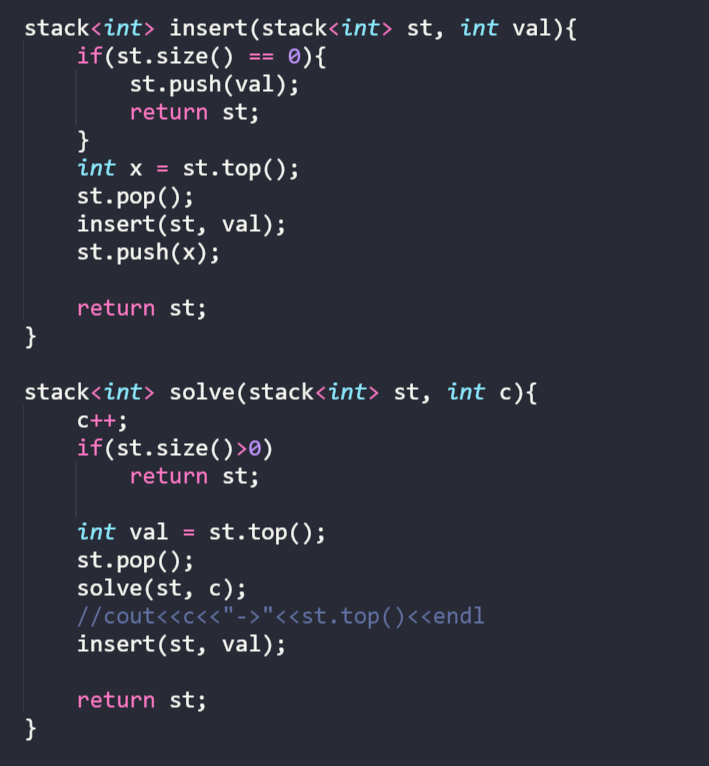 stack<int> insert(stack<int> st, int val){
    if(st.size() == 0){
        st.push(val);
        return st;
    }
    int x = st.top();
    st.pop();
    insert(st, val);
    st.push(x);

    return st;
}

stack<int> solve(stack<int> st, int c){
    c++;
    if(st.size()>0)
        return st;

    int val = st.top();
    st.pop();
    solve(st, c);
    //cout<<c<<"->"<<st.top()<<endl
    insert(st, val);

    return st;
}